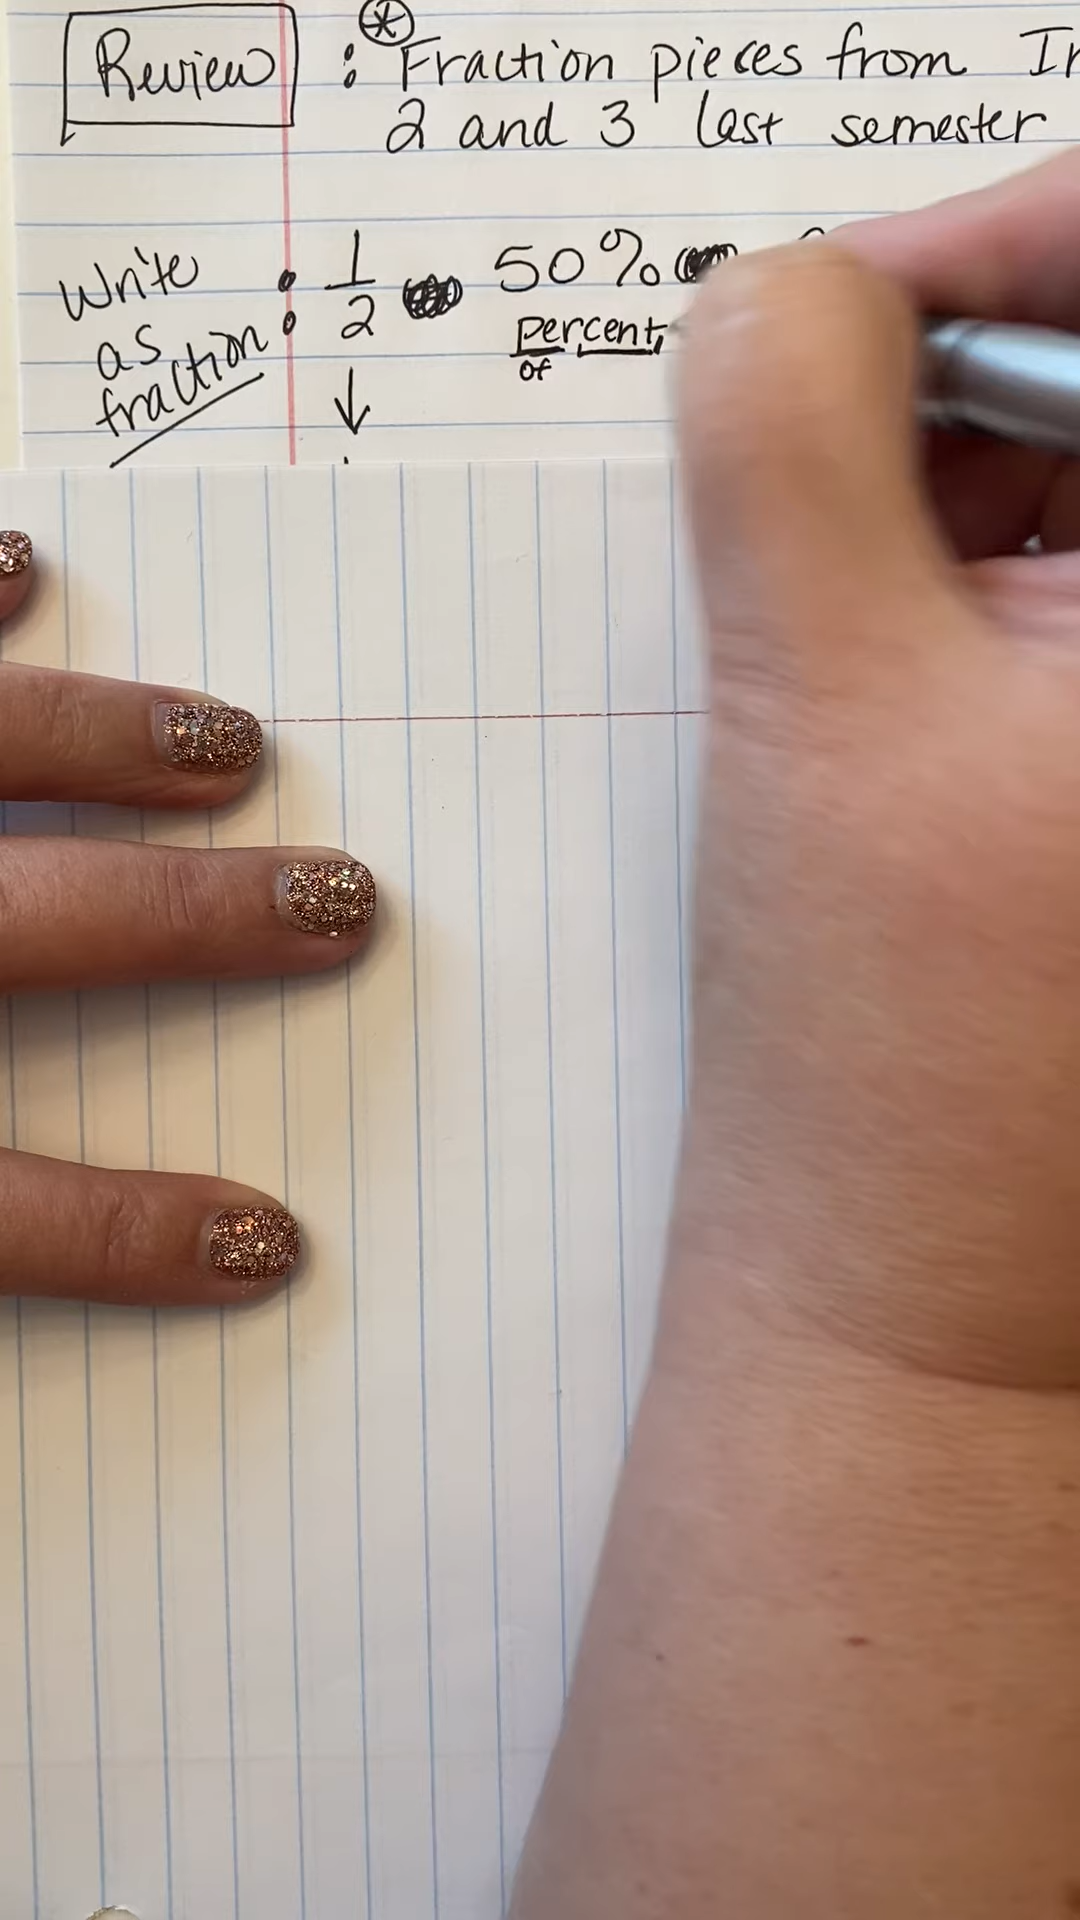 Review : * Fraction pieces from
2 and 3 last semester
Write as fraction : 1/2 50%
percent
of